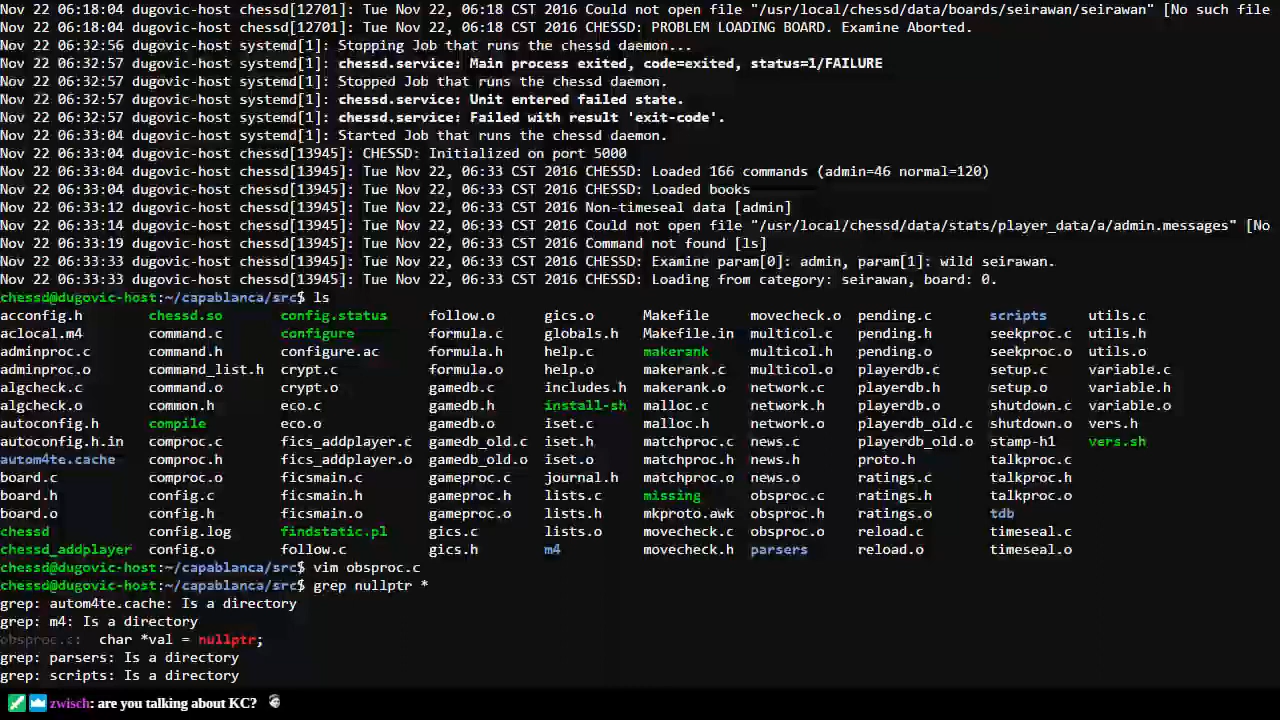 Nov 22 06:18:04 dugovic-host chessd[12701]: Tue Nov 22, 06:18 CST 2016 Could not open file "/usr/local/chessd/data/boards/seirawan/seirawan" [No such file
Nov 22 06:18:04 dugovic-host chessd[12701]: Tue Nov 22, 06:18 CST 2016 CHESSD: PROBLEM LOADING BOARD. Examine Aborted.
Nov 22 06:32:56 dugovic-host systemd[1]: Stopping Job that runs the chessd daemon...
Nov 22 06:32:57 dugovic-host systemd[1]: chessd.service: Main process exited, code=exited, status=1/FAILURE
Nov 22 06:32:57 dugovic-host systemd[1]: Stopped Job that runs the chessd daemon.
Nov 22 06:32:57 dugovic-host systemd[1]: chessd.service: Unit entered failed state.
Nov 22 06:32:57 dugovic-host systemd[1]: chessd.service: Failed with result 'exit-code'.
Nov 22 06:33:04 dugovic-host systemd[1]: Started Job that runs the chessd daemon.
Nov 22 06:33:04 dugovic-host chessd[13945]: CHESSD: Initialized on port 5000
Nov 22 06:33:04 dugovic-host chessd[13945]: Tue Nov 22, 06:33 CST 2016 CHESSD: Loaded 166 commands (admin=46 normal=120)
Nov 22 06:33:04 dugovic-host chessd[13945]: Tue Nov 22, 06:33 CST 2016 CHESSD: Loaded books
Nov 22 06:33:12 dugovic-host chessd[13945]: Tue Nov 22, 06:33 CST 2016 Non-timeseal data [admin]
Nov 22 06:33:14 dugovic-host chessd[13945]: Tue Nov 22, 06:33 CST 2016 Could not open file "/usr/local/chessd/data/stats/player_data/a/admin.messages" [No
Nov 22 06:33:19 dugovic-host chessd[13945]: Tue Nov 22, 06:33 CST 2016 Command not found [ls]
Nov 22 06:33:33 dugovic-host chessd[13945]: Tue Nov 22, 06:33 CST 2016 CHESSD: Examine param[0]: admin, param[1]: wild seirawan.
Nov 22 06:33:33 dugovic-host chessd[13945]: Tue Nov 22, 06:33 CST 2016 CHESSD: Loading from category: seirawan, board: 0.
chessd@dugovic-host:~/capablanca/src$ ls
acconfig.h chessd.so config.status follow.o gics.o Makefile movecheck.o pending.c scripts utils.c
aclocal.m4 command.c configure formula.c globals.h Makefile.in multicol.c pending.h seekproc.c utils.h
adminproc.c command.h configure.ac formula.h help.c makerank multicol.h pending.o seekproc.o utils.o
adminproc.o command_list.h crypt.c formula.o help.o makerank.c multicol.o playerdb.c setup.c variable.c
algcheck.c command.o crypt.o gamedb.c includes.h makerank.o network.c playerdb.h setup.o variable.h
algcheck.o common.h eco.c gamedb.h install-sh malloc.c network.h playerdb.o shutdown.c variable.o
autoconfig.h compile eco.o gamedb.o iset.c malloc.h network.o playerdb_old.c shutdown.o vers.h
autoconfig.h.in comproc.c fics_addplayer.c gamedb_old.c iset.h matchproc.c news.c playerdb_old.o stamp-h1 vers.sh
autom4te.cache comproc.h fics_addplayer.o gamedb_old.o iset.o matchproc.h news.h proto.h talkproc.c
board.c comproc.o ficsmain.c gameproc.c journal.h matchproc.o news.o ratings.c talkproc.h
board.h config.c ficsmain.h gameproc.h lists.c missing obsproc.c ratings.h talkproc.o
board.o config.h ficsmain.o gameproc.o lists.h mkproto.awk obsproc.h ratings.o tdb
chessd config.log findstatic.pl gics.c lists.o movecheck.c obsproc.o reload.c timeseal.c
chessd_addplayer config.o follow.c gics.h m4 movecheck.h parsers reload.o timeseal.o
chessd@dugovic-host:~/capablanca/src$ vim obsproc.c
chessd@dugovic-host:~/capablanca/src$ grep nullptr *
grep: autom4te.cache: Is a directory
grep: m4: Is a directory
obsproc.c: char *val = nullptr;
grep: parsers: Is a directory
grep: scripts: Is a directory
zwisch: are you talking about KC?